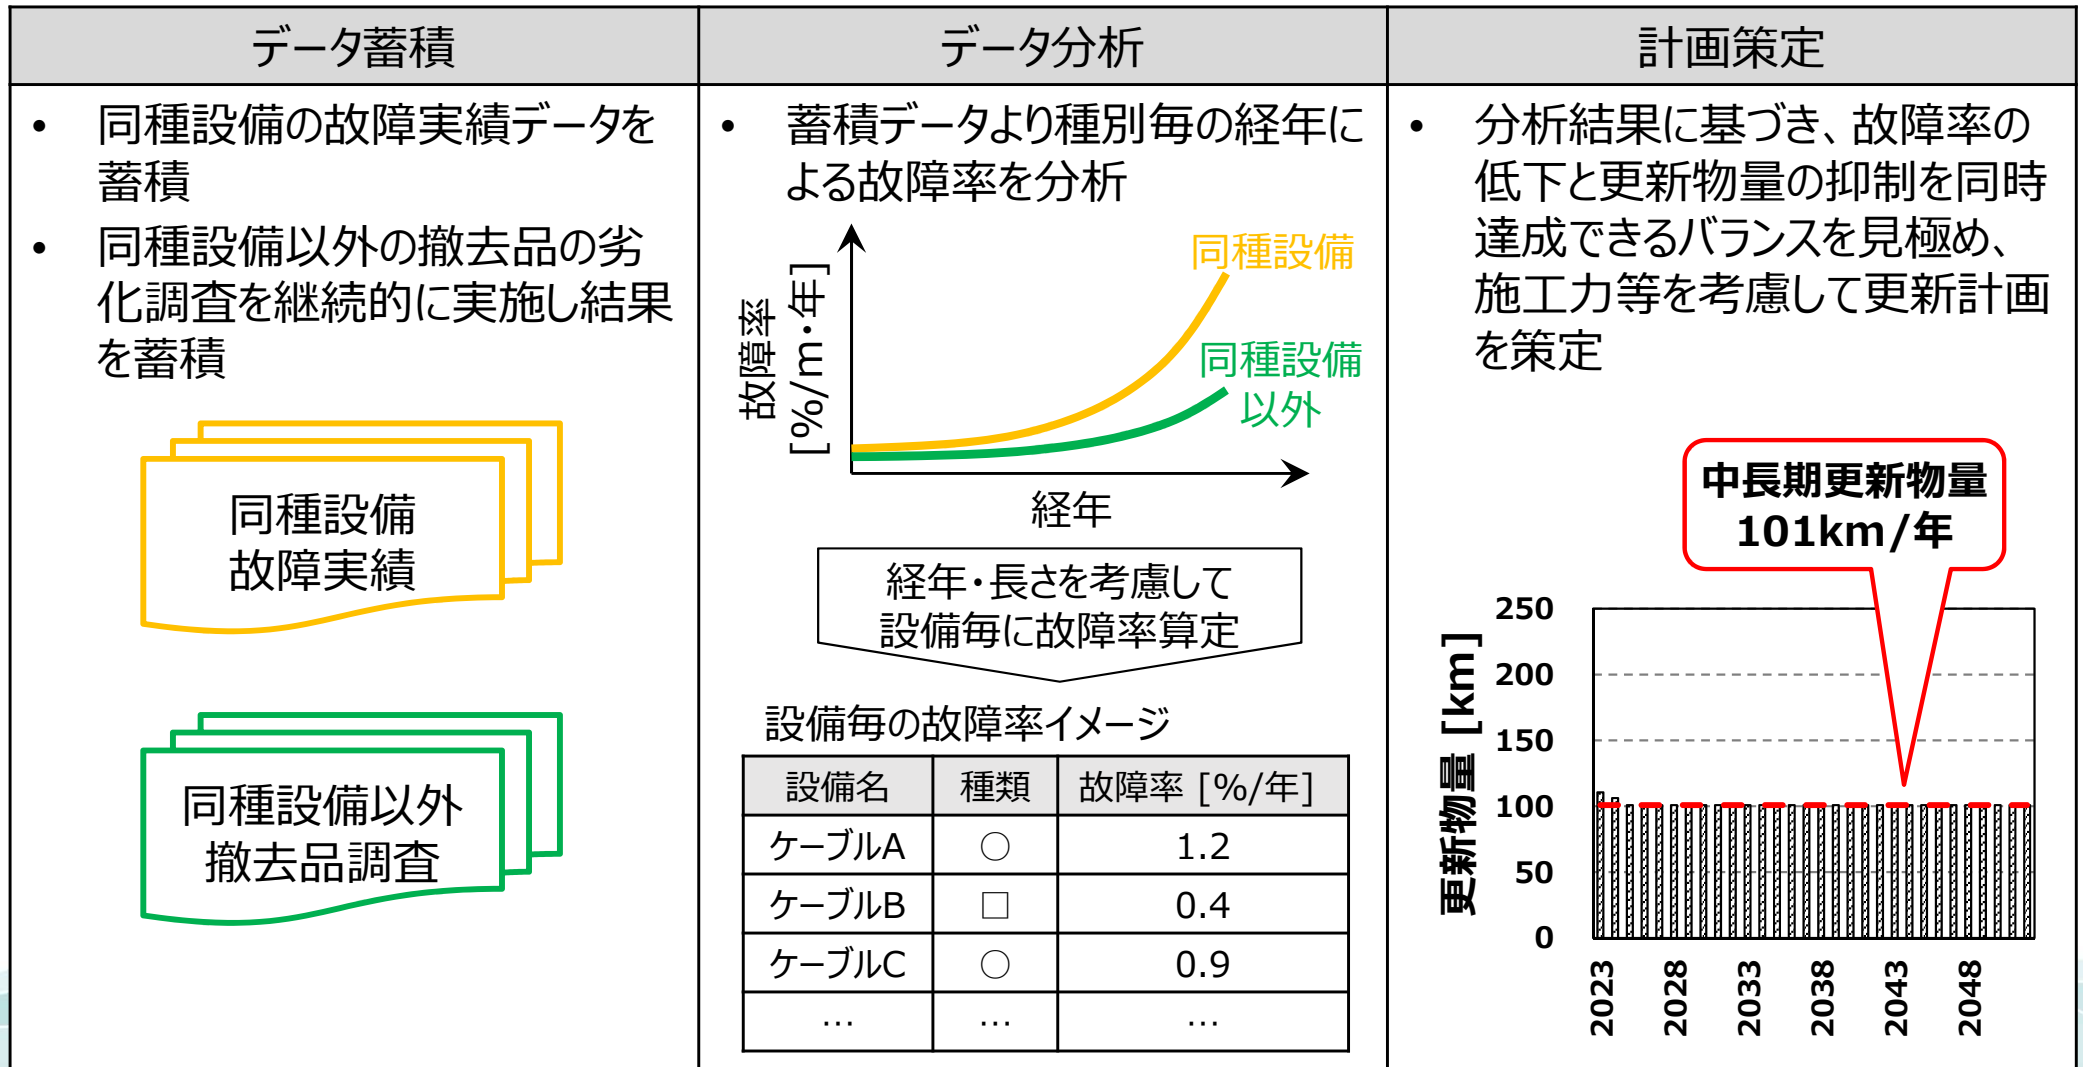 データ蓄積
• 同種設備の故障実績データを
蓄積
• 同種設備以外の撤去品の劣
化調査を継続的に実施し結果
を蓄積
同種設備
故障実績
同種設備以外
撤去品調査
データ分析
• 蓄積データより種別毎の経年に
よる故障率を分析
故障率
[%/m・年]
同種設備
同種設備
以外
経年
経年・長さを考慮して
設備毎に故障率算定
設備毎の故障率イメージ
設備名 種類 故障率 [%/年]
ケーブルA ○ 1.2
ケーブルB □ 0.4
ケーブルC ○ 0.9
… … …
計画策定
• 分析結果に基づき、故障率の
低下と更新物量の抑制を同時
達成できるバランスを見極め、
施工力等を考慮して更新計画
を策定
中長期更新物量
101km/年
更新物量 [km]
250
200
150
100
50
0
2023 2028 2033 2038 2043 2048